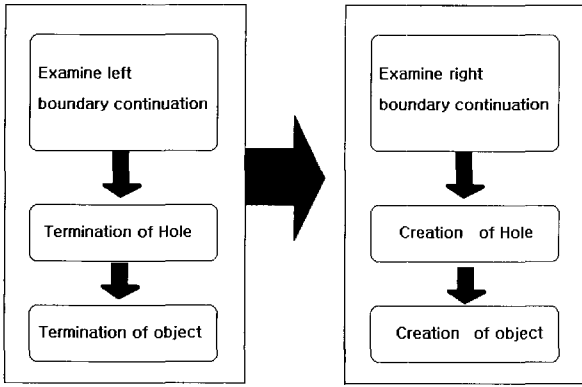 Examine left
boundary continuation
Termination of Hole
Termination of object
Examine right
boundary continuation
Creation of Hole
Creation of object